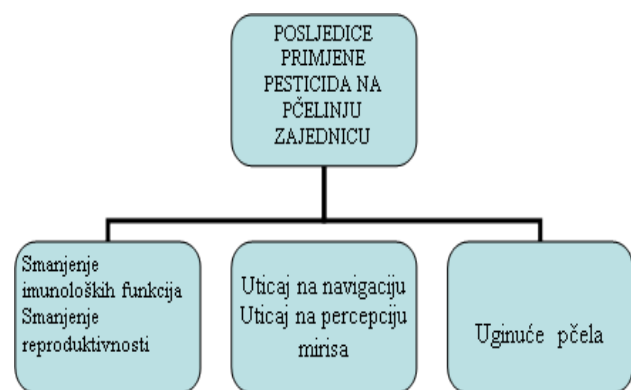 POSLJEDICE
PRIMJENE
PESTICIDA NA
PČELINJU
ZAJEDNICU
Smanjenje
imunoloških funkcija
Smanjenje
reproduktivnosti
Uticaj na navigaciju
Uticaj na percepciju
mirisa
Uginuće pčela